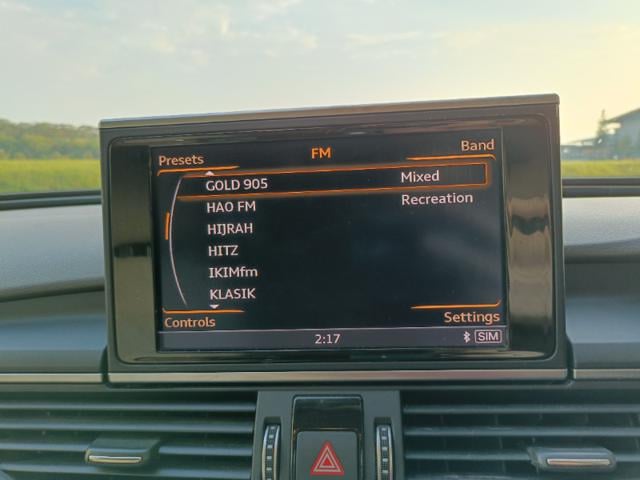 Presets FM Band
GOLD 905 Mixed
HAO FM Recreation
HIJRAH
HITZ
IKIMfm
KLASIK
Controls Settings
2:17 SIM